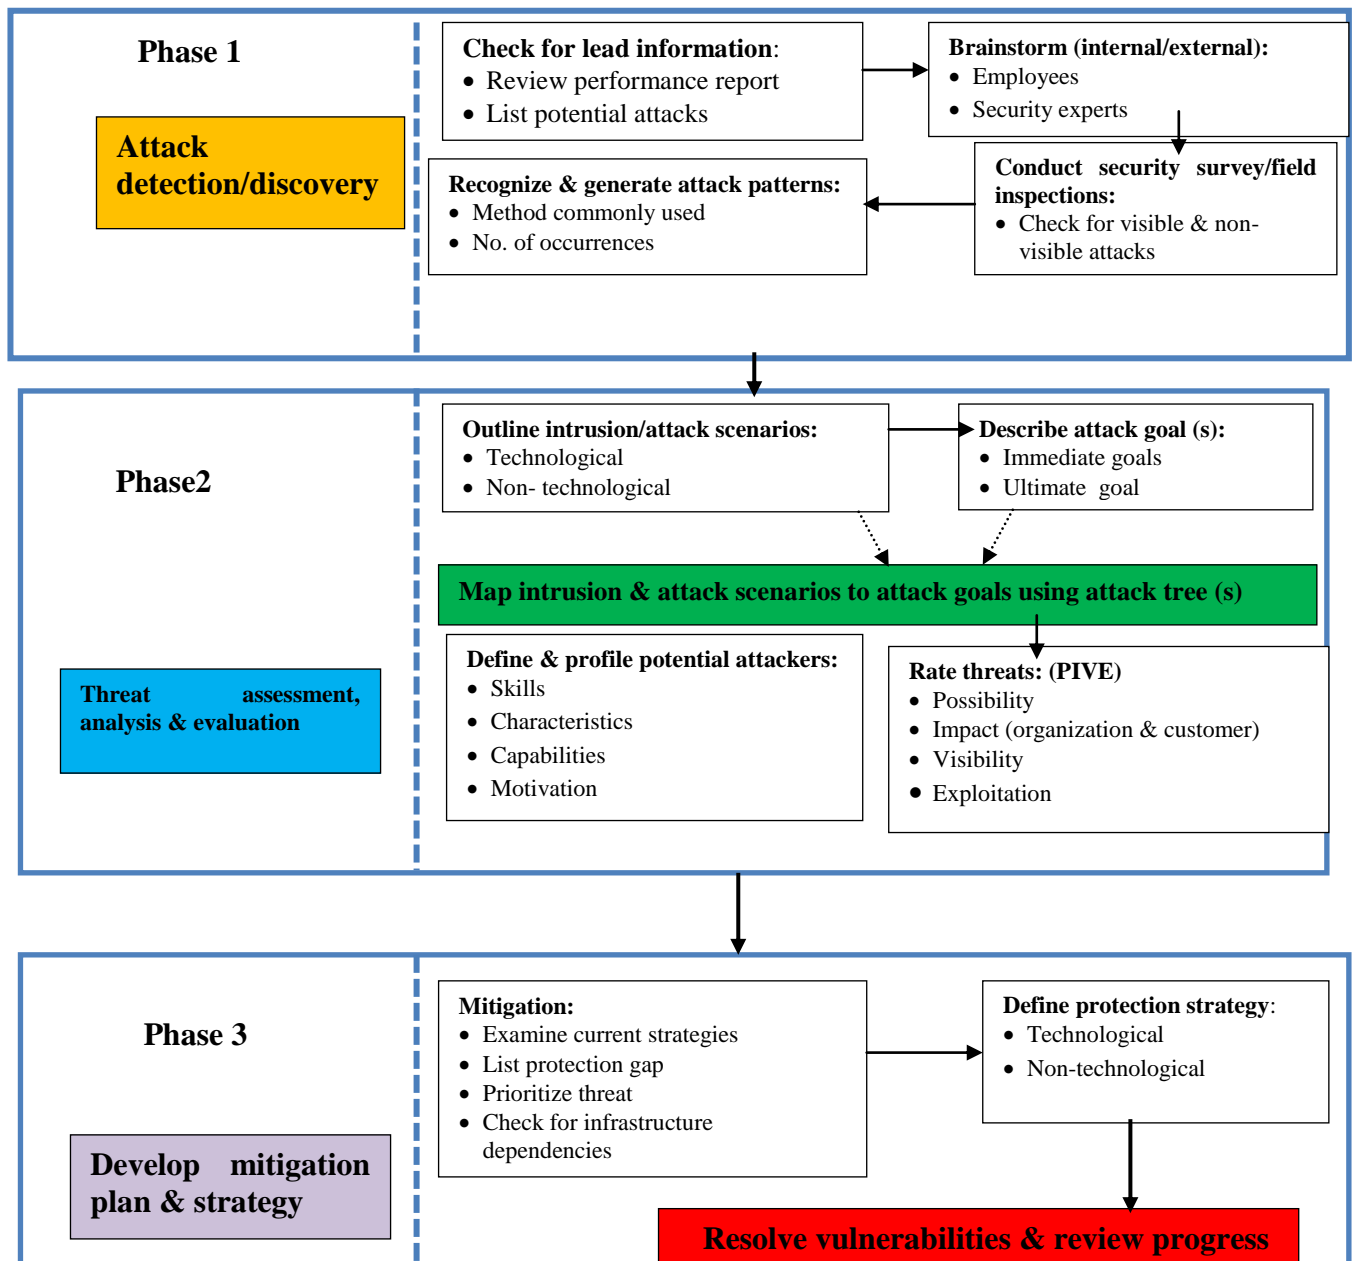 Phase 1
Attack
detection/discovery
Check for lead information:
• Review performance report
• List potential attacks
Brainstorm (internal/external):
• Employees
• Security experts
Conduct security survey/field
inspections:
• Check for visible & non-
visible attacks
Recognize & generate attack patterns:
• Method commonly used
• No. of occurrences
Phase2
Threat assessment,
analysis & evaluation
Outline intrusion/attack scenarios:
• Technological
• Non- technological
Describe attack goal (s):
• Immediate goals
• Ultimate goal
Map intrusion & attack scenarios to attack goals using attack tree (s)
Define & profile potential attackers:
• Skills
• Characteristics
• Capabilities
• Motivation
Rate threats: (PIVE)
• Possibility
• Impact (organization & customer)
• Visibility
• Exploitation
Phase 3
Develop mitigation
plan & strategy
Mitigation:
• Examine current strategies
• List protection gap
• Prioritize threat
• Check for infrastructure
dependencies
Define protection strategy:
• Technological
• Non-technological
Resolve vulnerabilities & review progress